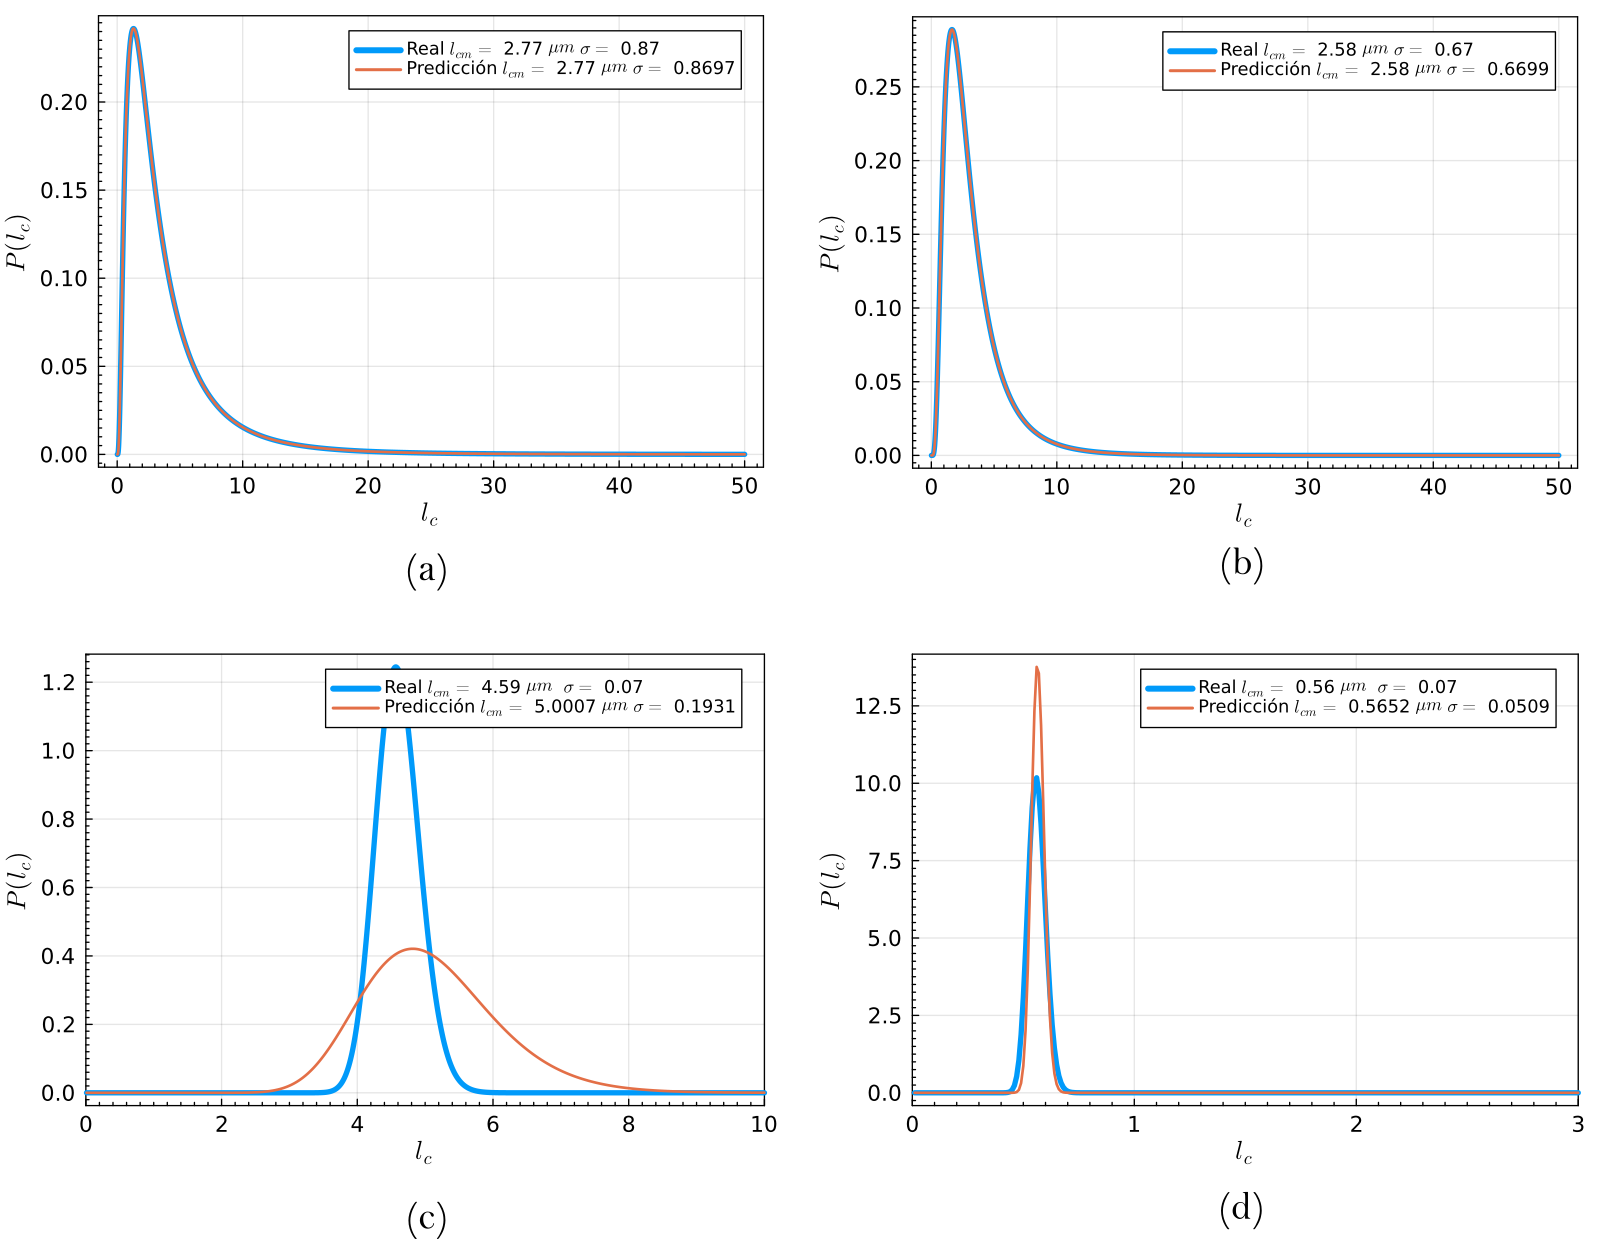 Real l_cm = 2.77 μm σ = 0.87
Predicción l_cm = 2.77 μm σ = 0.8697
0.20
0.15
0.10
0.05
0.00
P(l_c)
0 10 20 30 40 50
l_c
(a)
Real l_cm = 2.58 μm σ = 0.67
Predicción l_cm = 2.58 μm σ = 0.6699
0.25
0.20
0.15
0.10
0.05
0.00
P(l_c)
0 10 20 30 40 50
l_c
(b)
Real l_cm = 4.59 μm σ = 0.07
Predicción l_cm = 5.0007 μm σ = 0.1931
1.2
1.0
0.8
0.6
0.4
0.2
0.0
P(l_c)
0 2 4 6 8 10
l_c
(c)
Real l_cm = 0.56 μm σ = 0.07
Predicción l_cm = 0.5652 μm σ = 0.0509
12.5
10.0
7.5
5.0
2.5
0.0
P(l_c)
0 1 2 3
l_c
(d)